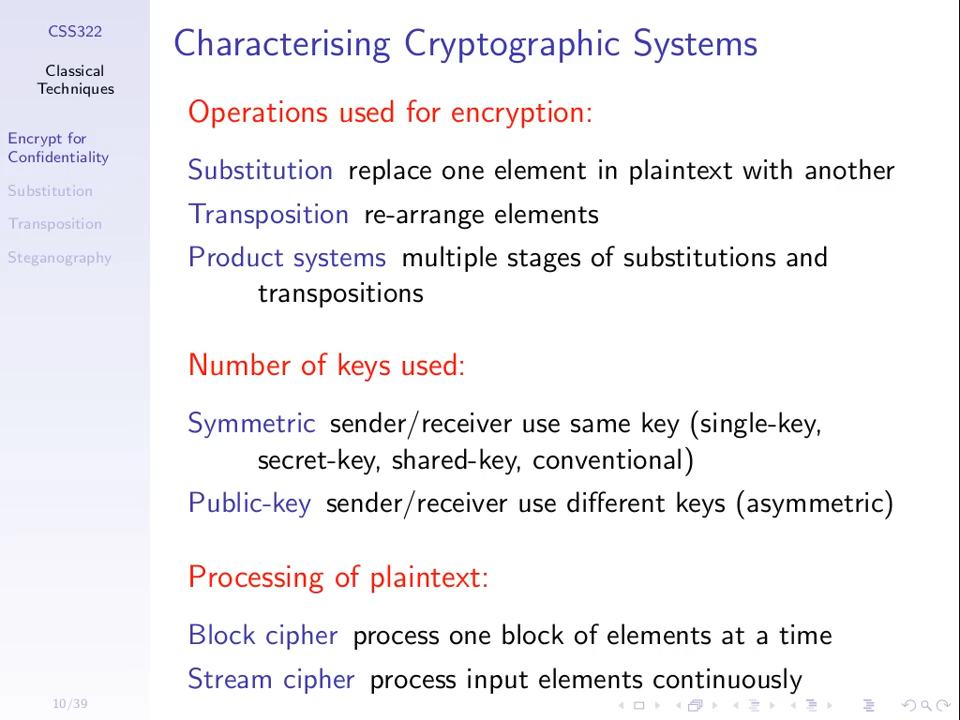 CSS322
Classical
Techniques
Encrypt for
Confidentiality
Substitution
Transposition
Steganography
10/39
Characterising Cryptographic Systems
Operations used for encryption:
Substitution replace one element in plaintext with another
Transposition re-arrange elements
Product systems multiple stages of substitutions and
transpositions
Number of keys used:
Symmetric sender/receiver use same key (single-key,
secret-key, shared-key, conventional)
Public-key sender/receiver use different keys (asymmetric)
Processing of plaintext:
Block cipher process one block of elements at a time
Stream cipher process input elements continuously